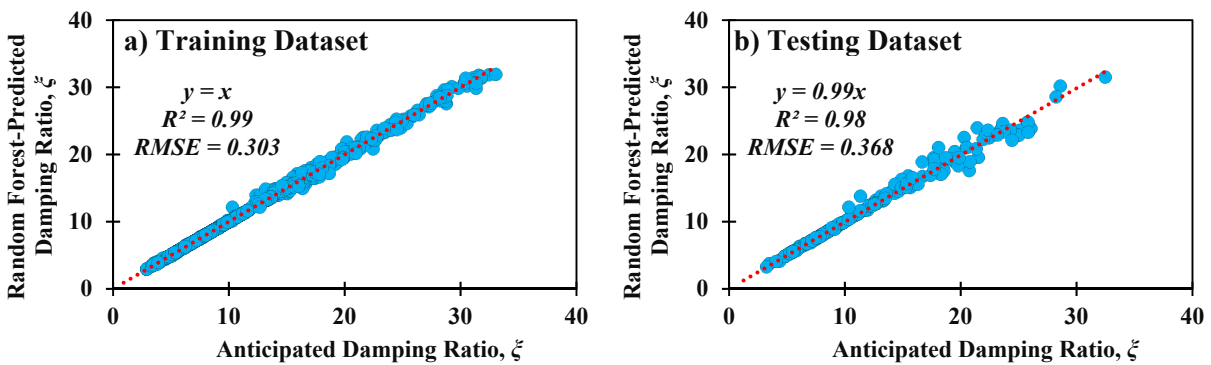 a) Training Dataset
y = x
R² = 0.99
RMSE = 0.303
Random Forest-Predicted
Damping Ratio, ξ
40
30
20
10
0
0 10 20 30 40
Anticipated Damping Ratio, ξ
b) Testing Dataset
y = 0.99x
R² = 0.98
RMSE = 0.368
Random Forest-Predicted
Damping Ratio, ξ
40
30
20
10
0
0 10 20 30 40
Anticipated Damping Ratio, ξ